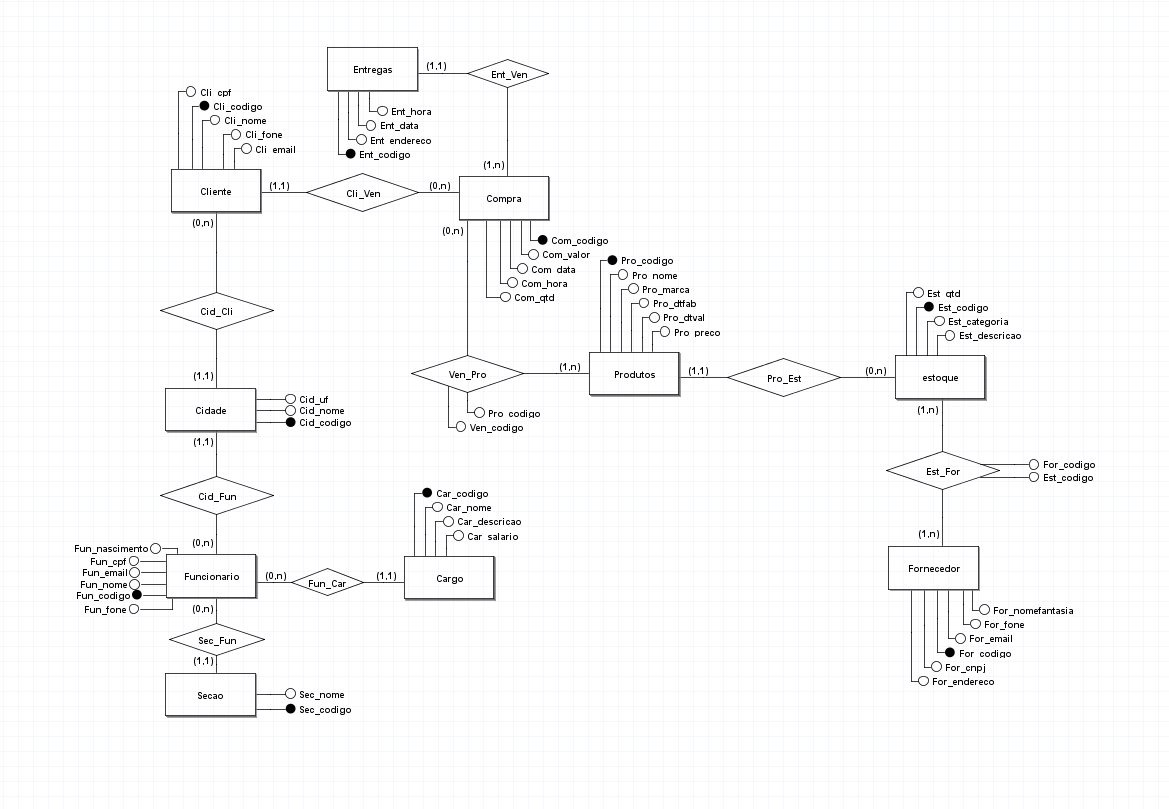 Entregas
(1,1)
Ent_Ven
Ent_hora
Ent_data
Ent_endereco
Ent_codigo
(1,n)
Cli_cpf
Cli_codigo
Cli_nome
Cli_fone
Cli_email
Cliente
(1,1)
Cli_Ven
(0,n)
Compra
(0,n)
(0,n)
Com_codigo
Com_valor
Com_data
Com_hora
Com_qtd
Pro_codigo
Pro_nome
Pro_marca
Pro_dtfab
Pro_dtval
Pro_preco
Est_qtd
Est_codigo
Est_categoria
Est_descricao
Cid_Cli
(1,1)
Ven_Pro
(1,n)
Produtos
(1,1)
Pro_Est
(0,n)
estoque
Pro_codigo
Ven_codigo
(1,n)
Cidade
Cid_uf
Cid_nome
Cid_codigo
(1,1)
Est_For
For_codigo
Est_codigo
Cid_Fun
(0,n)
Car_codigo
Car_nome
Car_descricao
Car_salario
(1,n)
Fun_nascimento
Fun_cpf
Fun_email
Fun_nome
Fun_codigo
Fun_fone
Funcionario
(0,n)
Fun_Car
(1,1)
Cargo
Fornecedor
(0,n)
Sec_Fun
(1,1)
For_nomefantasia
For_fone
For_email
For_codigo
For_cnpj
For_endereco
Secao
Sec_nome
Sec_codigo